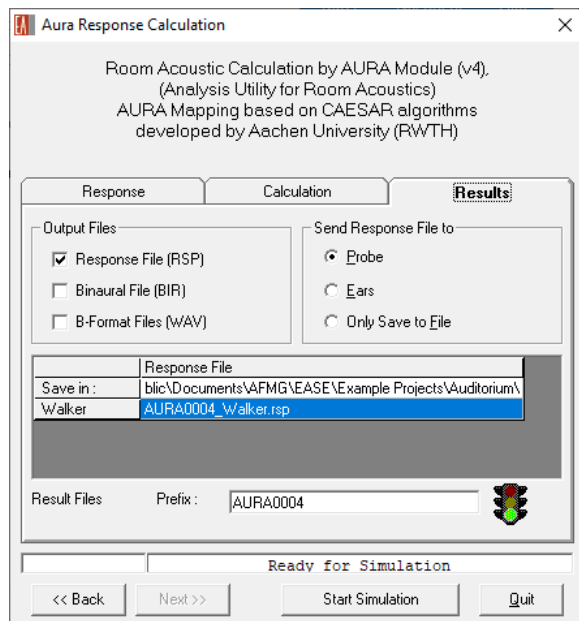 EA Aura Response Calculation
Room Acoustic Calculation by AURA Module (v4),
(Analysis Utility for Room Acoustics)
AURA Mapping based on CAESAR algorithms
developed by Aachen University (RWTH)
Response Calculation Results
Output Files
Response File (RSP)
Binaural File (BIR)
B-Format Files (WAV)
Send Response File to
Probe
Ears
Only Save to File
Response File
Save in : blic\Documents\AFMG\EASE\Example Projects\Auditorium\
Walker AURA0004_Walker.rsp
Result Files Prefix : AURA0004
Ready for Simulation
<< Back Next >> Start Simulation Quit